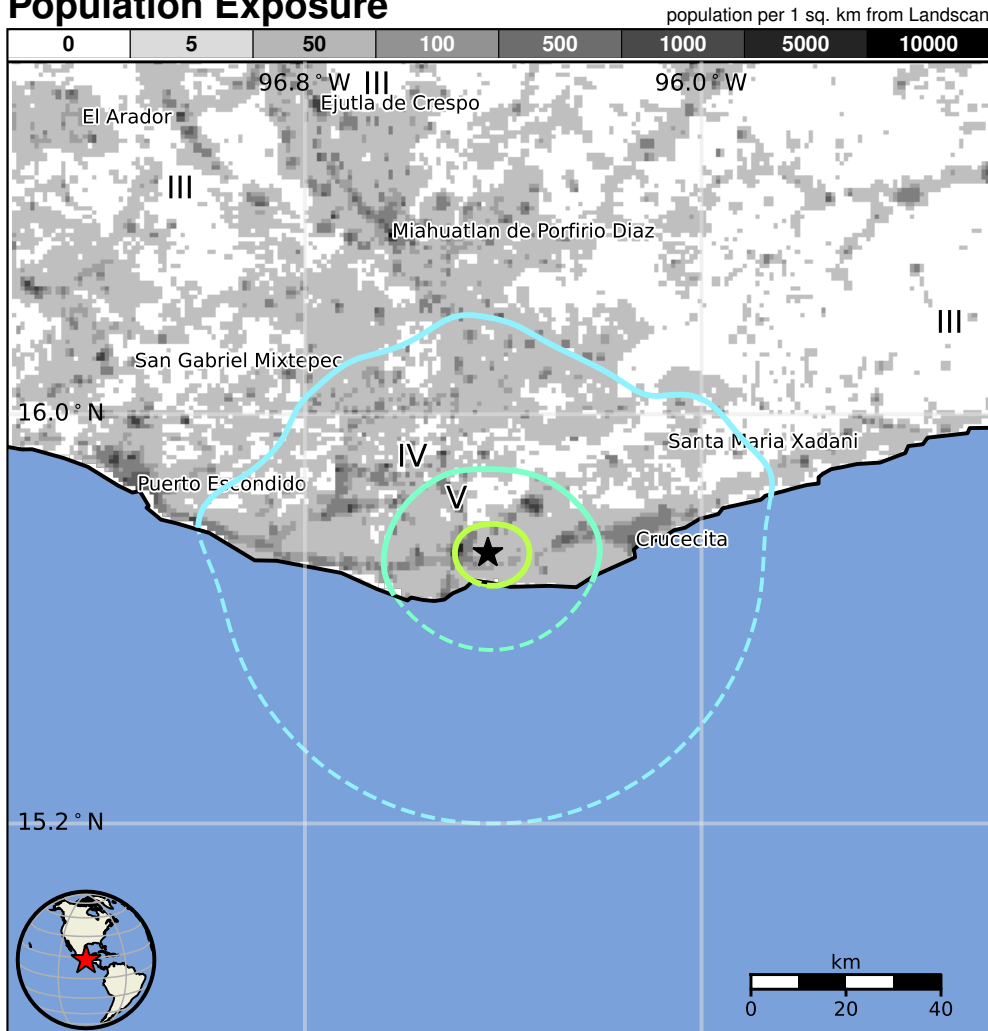 Population Exposure
population per 1 sq. km from Landscan
0 5 50 100 500 1000 5000 10000
96.8°W III 96.0°W
Ejutla de Crespo
El Arador
III
Miahuatlan de Porfirio Diaz
III
San Gabriel Mixtepec
16.0°N
Santa Maria Xadani
IV
Puerto Escondido
V
Crucecita
15.2°N
km
0 20 40